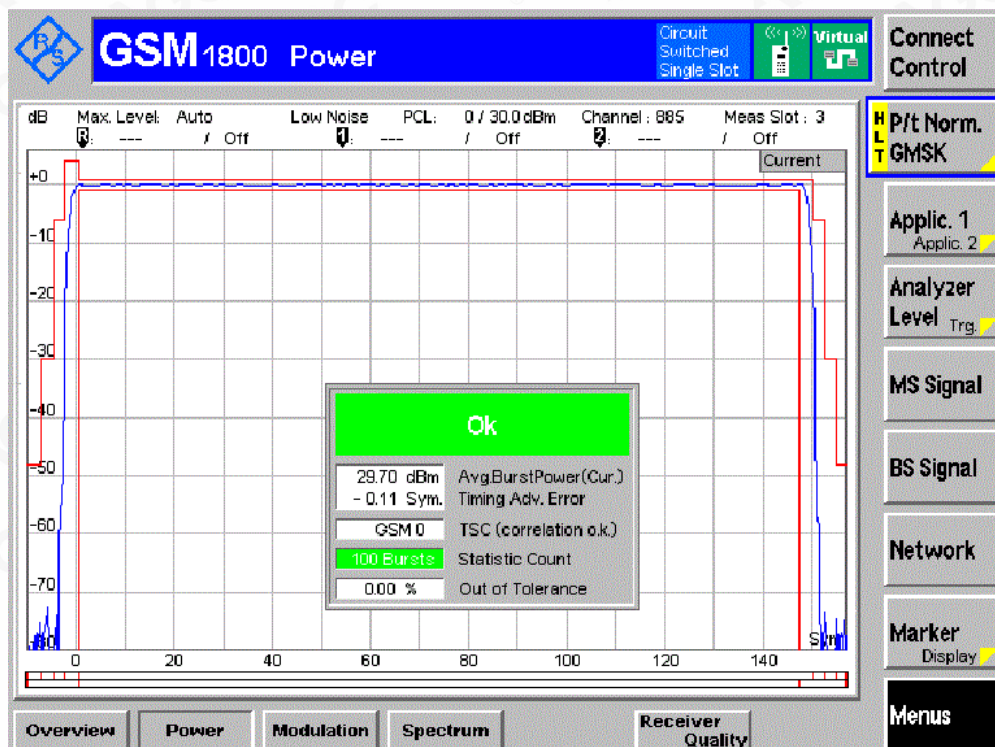 R/S
GSM 1800 Power
Circuit
Switched
Single Slot
Virtual
Connect
Control
dB Max. Level: Auto Low Noise PCL: 0 / 30.0 dBm Channel : 885 Meas Slot : 3
R: --- / Off 1: --- / Off 2: --- / Off
Current
HLT
P/t Norm.
GMSK
Applic. 1
Applic. 2
Analyzer
Level Trg.
MS Signal
BS Signal
Network
Marker
Display
Menus
+0
-10
-20
-30
-40
-50
-60
-70
-80
Ok
29.70 dBm Avg.BurstPower(Cur.)
- 0.11 Sym. Timing Adv. Error
GSM 0 TSC (correlation o.k.)
100 Bursts Statistic Count
0.00 % Out of Tolerance
Sym
0 20 40 60 80 100 120 140
Overview Power Modulation Spectrum Receiver
Quality